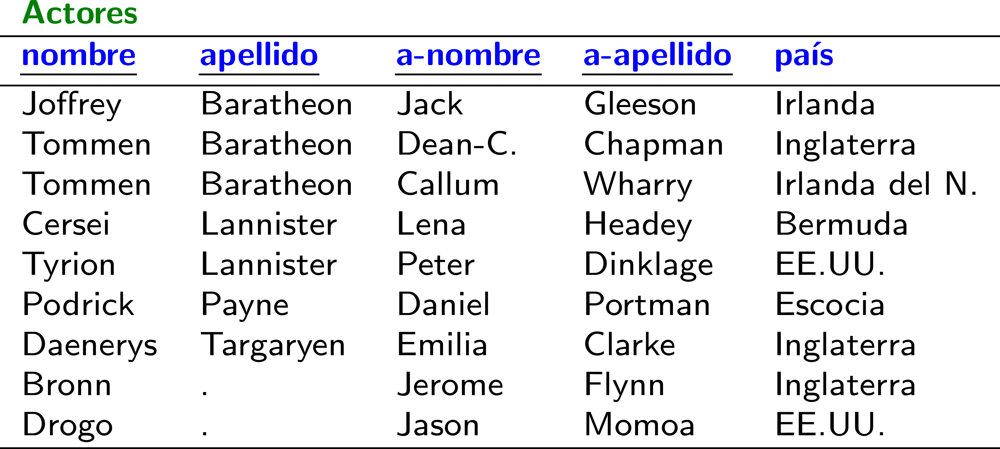 Actores
nombre apellido a-nombre a-apellido país
Joffrey Baratheon Jack Gleeson Irlanda
Tommen Baratheon Dean-C. Chapman Inglaterra
Tommen Baratheon Callum Wharry Irlanda del N.
Cersei Lannister Lena Headey Bermuda
Tyrion Lannister Peter Dinklage EE.UU.
Podrick Payne Daniel Portman Escocia
Daenerys Targaryen Emilia Clarke Inglaterra
Bronn . Jerome Flynn Inglaterra
Drogo . Jason Momoa EE.UU.